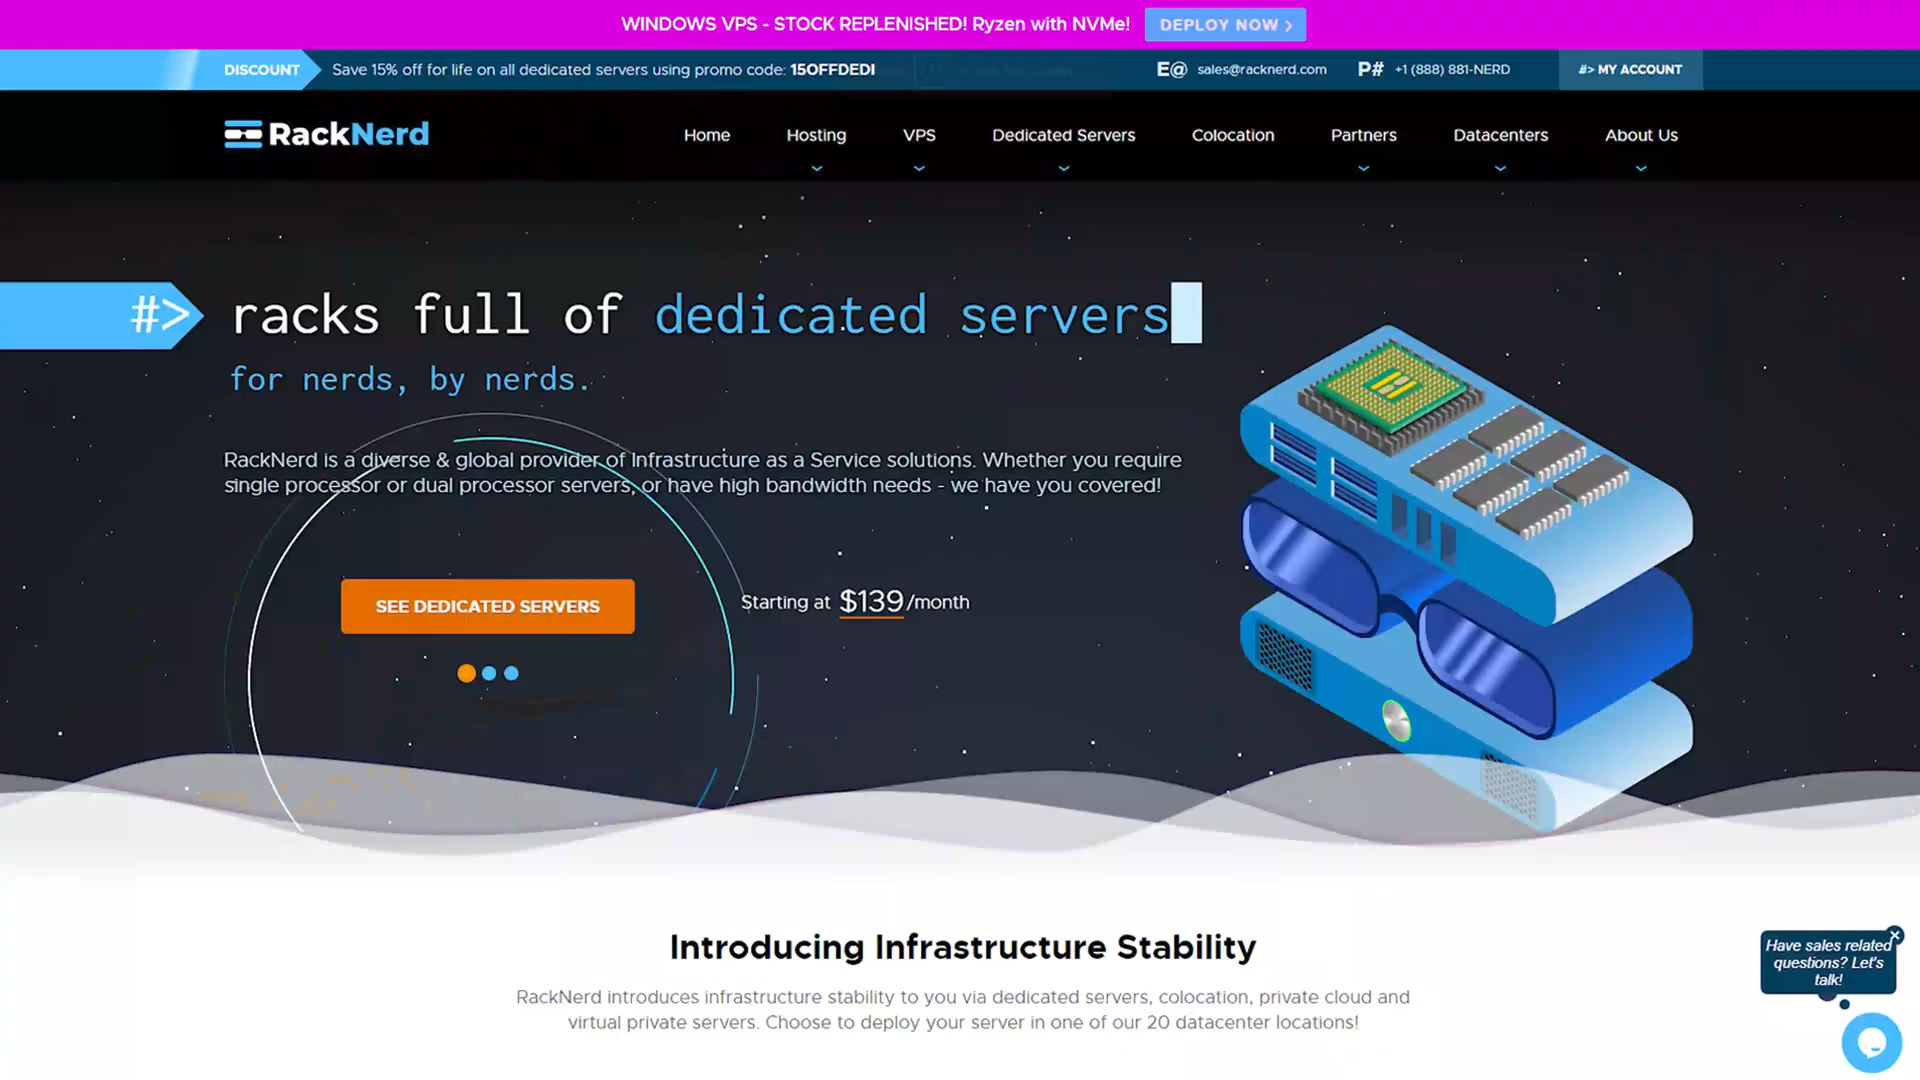 WINDOWS VPS - STOCK REPLENISHED! Ryzen with NVMe! DEPLOY NOW >
DISCOUNT Save 15% off for life on all dedicated servers using promo code: 15OFFDEDI E@ sales@racknerd.com P# +1 (888) 881-NERD #> MY ACCOUNT
RackNerd Home Hosting VPS Dedicated Servers Colocation Partners Datacenters About Us
#> racks full of dedicated servers
for nerds, by nerds.
RackNerd is a diverse & global provider of Infrastructure as a Service solutions. Whether you require
single processor or dual processor servers, or have high bandwidth needs - we have you covered!
SEE DEDICATED SERVERS Starting at $139/month
Introducing Infrastructure Stability
RackNerd introduces infrastructure stability to you via dedicated servers, colocation, private cloud and
virtual private servers. Choose to deploy your server in one of our 20 datacenter locations!
Have sales related
questions? Let's
talk!